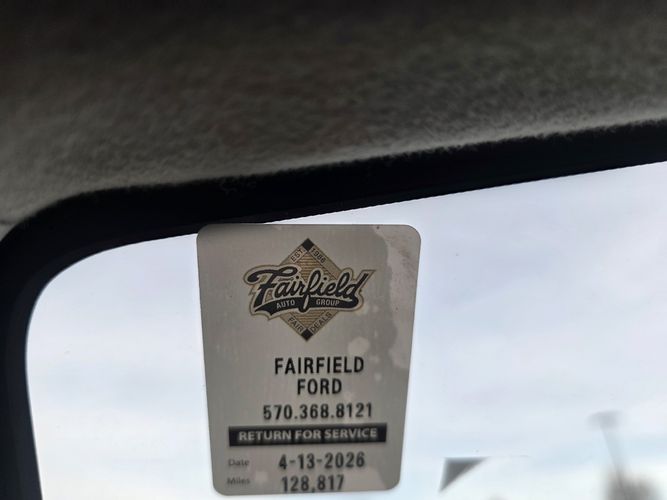 EST 1986
Fairfield
AUTO GROUP
FAIR DEALS
FAIRFIELD
FORD
570.368.8121
RETURN FOR SERVICE
Date 4-13-2026
Miles 128,817